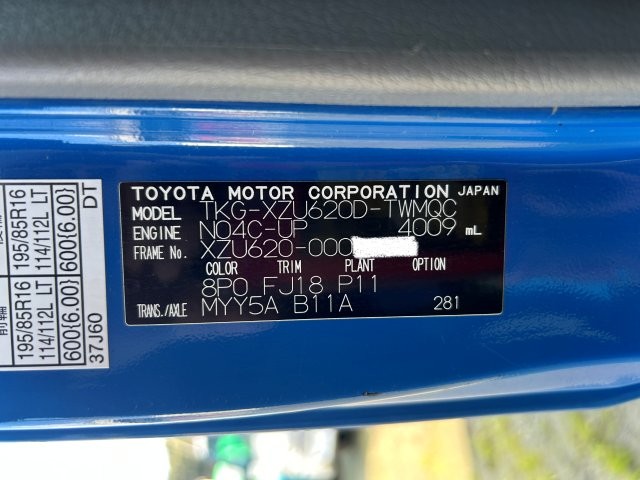 TOYOTA MOTOR CORPORATION JAPAN
MODEL TKG-XZU620D-TWMQC
ENGINE N04C-UP 4009 mL
FRAME No. XZU620-000
COLOR TRIM PLANT OPTION
8P0 FJ18 P11
TRANS./AXLE MYY5A B11A 281
195/85R16 195/85R16
114/112L LT 114/112L LT
600{6.00} 600{6.00}
37J60 DT